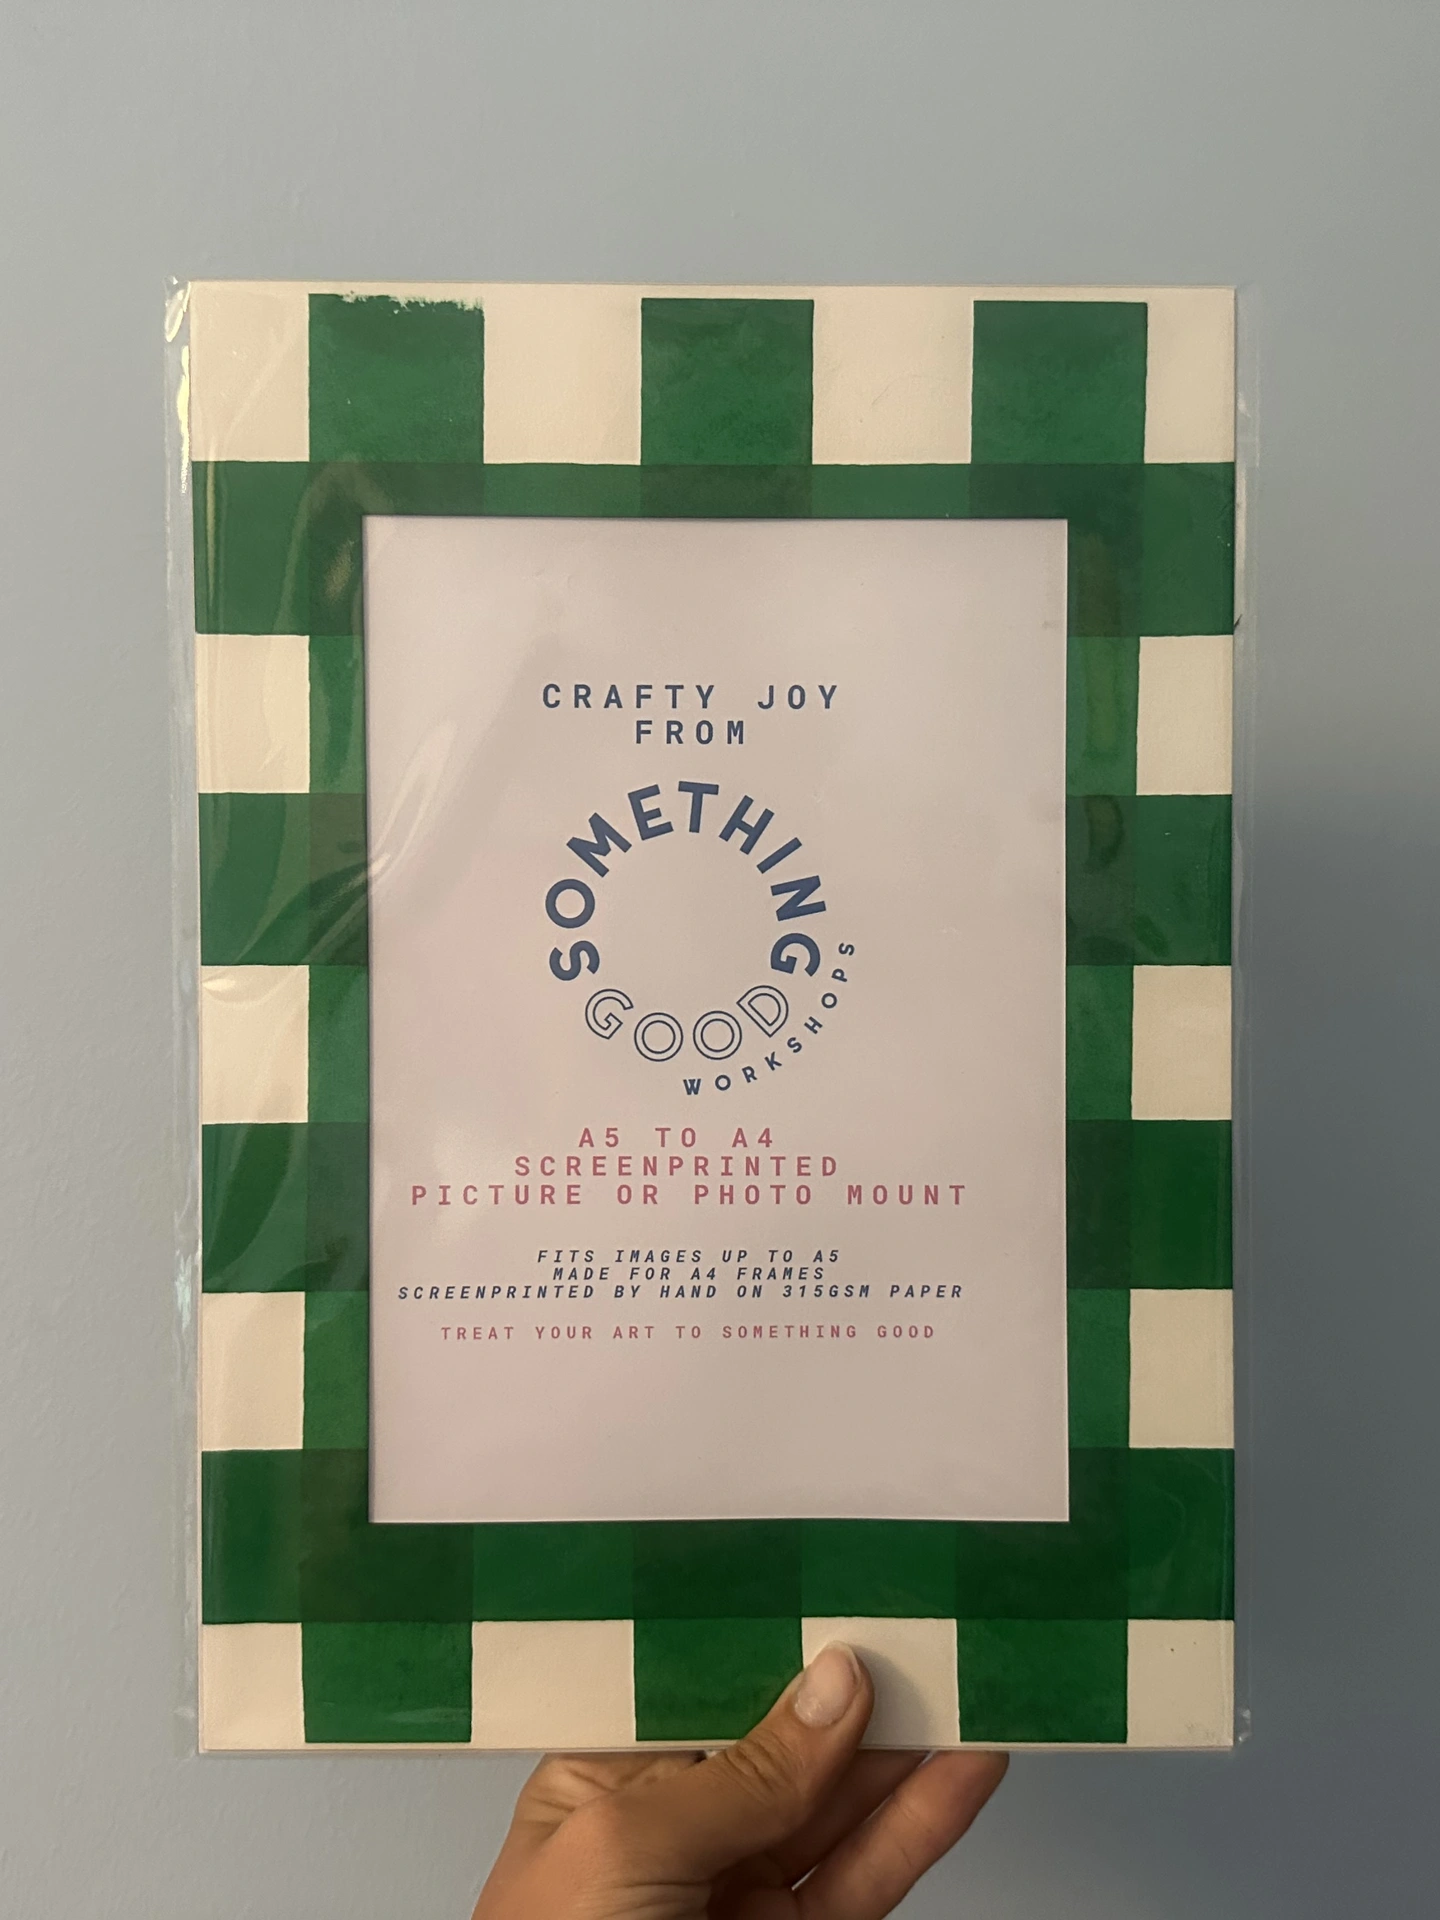 CRAFTY JOY
FROM
SOMETHING
GOOD
WORKSHOPS
A5 TO A4
SCREENPRINTED
PICTURE OR PHOTO MOUNT
FITS IMAGES UP TO A5
MADE FOR A4 FRAMES
SCREENPRINTED BY HAND ON 315GSM PAPER
TREAT YOUR ART TO SOMETHING GOOD